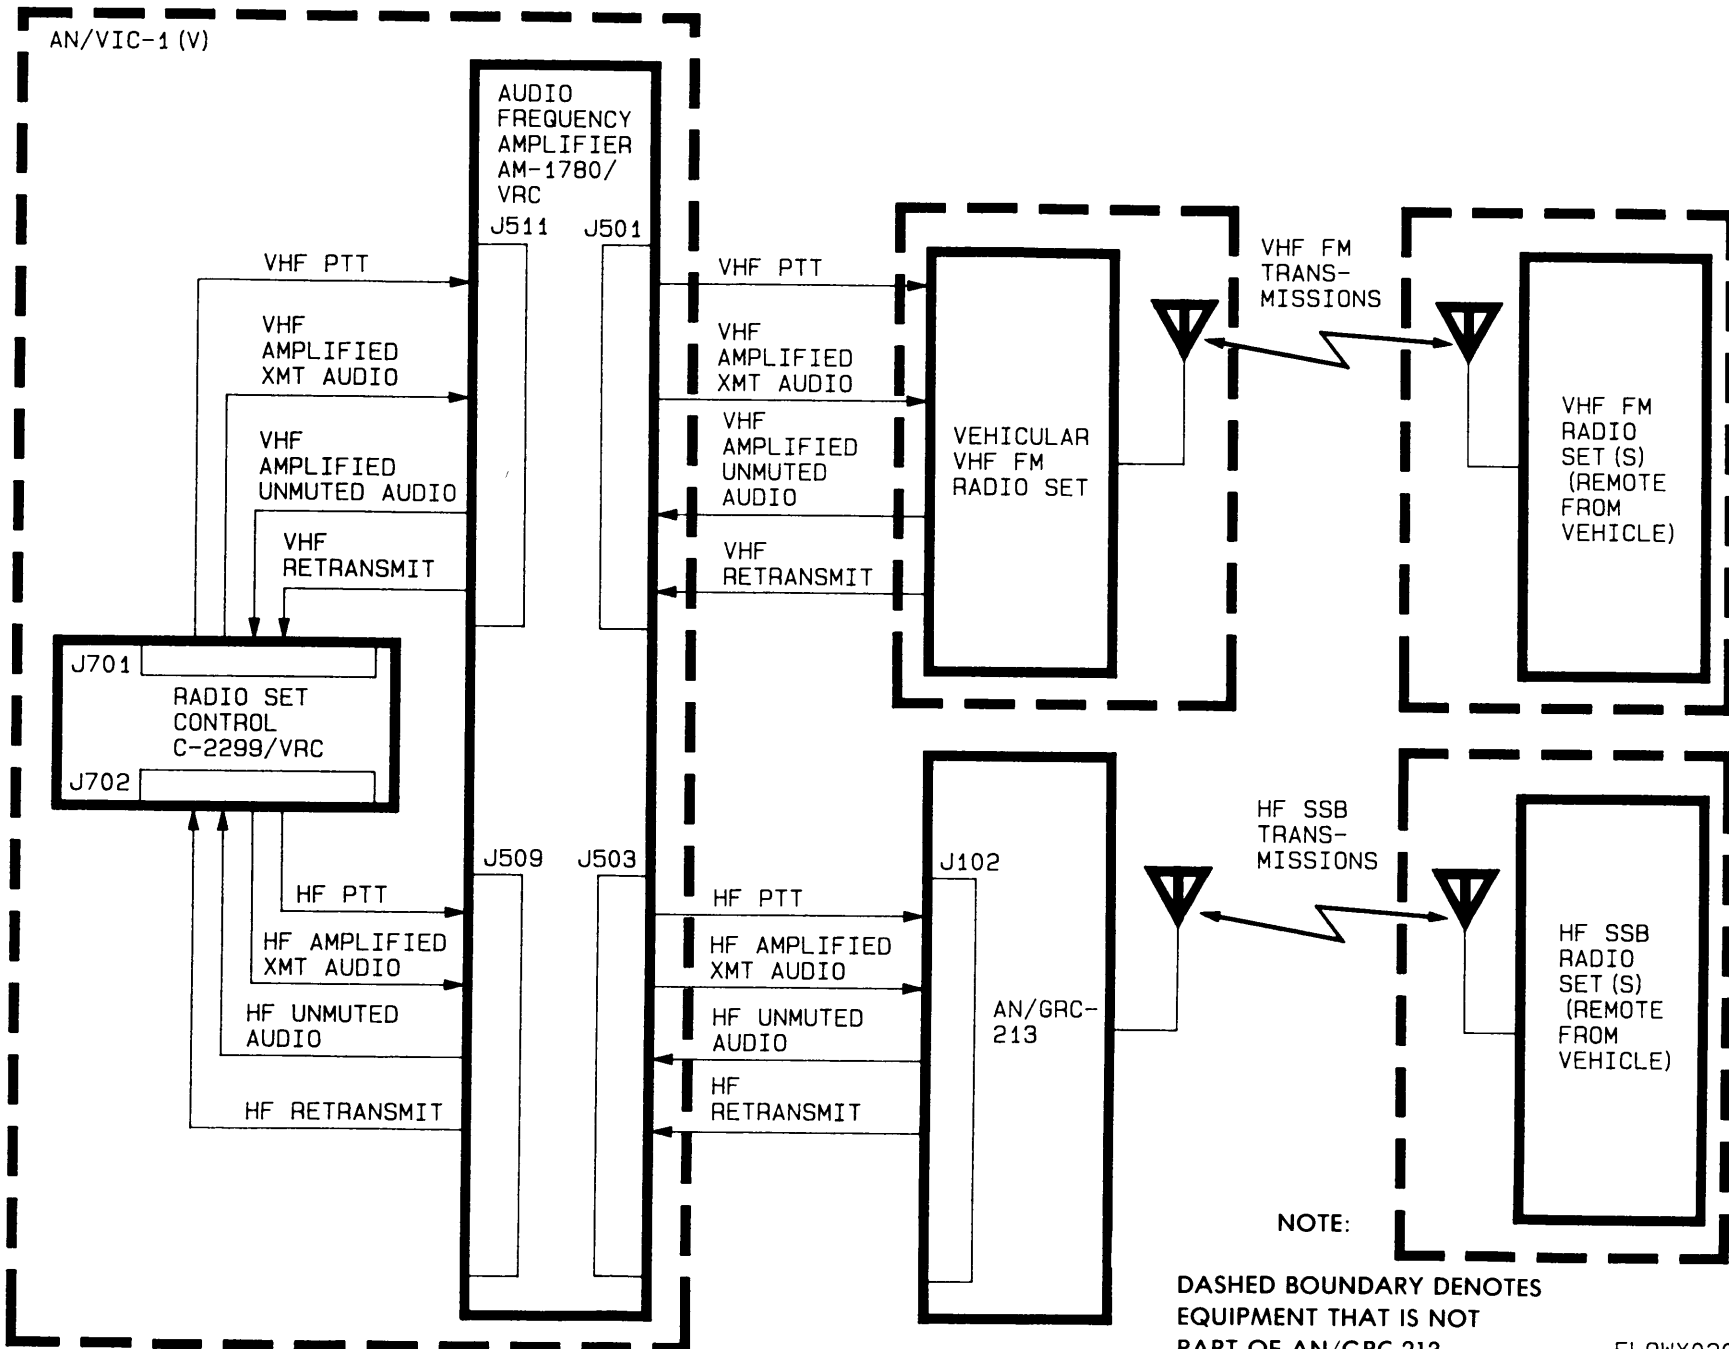 AN/VIC-1 (V)
AUDIO
FREQUENCY
AMPLIFIER
AM-1780/
VRC
J511
J501
VHF PTT
VHF
AMPLIFIED
XMT AUDIO
VHF
AMPLIFIED
UNMUTED AUDIO
VHF
RETRANSMIT
J701
RADIO SET
CONTROL
C-2299/VRC
J702
J509
J503
HF PTT
HF AMPLIFIED
XMT AUDIO
HF UNMUTED
AUDIO
HF RETRANSMIT
VHF PTT
VHF
AMPLIFIED
XMT AUDIO
VHF
AMPLIFIED
UNMUTED
AUDIO
VHF
RETRANSMIT
VEHICULAR
VHF FM
RADIO SET
VHF FM
TRANS-
MISSIONS
VHF FM
RADIO
SET (S)
(REMOTE
FROM
VEHICLE)
HF PTT
HF AMPLIFIED
XMT AUDIO
HF UNMUTED
AUDIO
HF
RETRANSMIT
J102
AN/GRC-
213
HF SSB
TRANS-
MISSIONS
HF SSB
RADIO
SET (S)
(REMOTE
FROM
VEHICLE)
NOTE:
DASHED BOUNDARY DENOTES
EQUIPMENT THAT IS NOT
PART OF AN/GRC-213